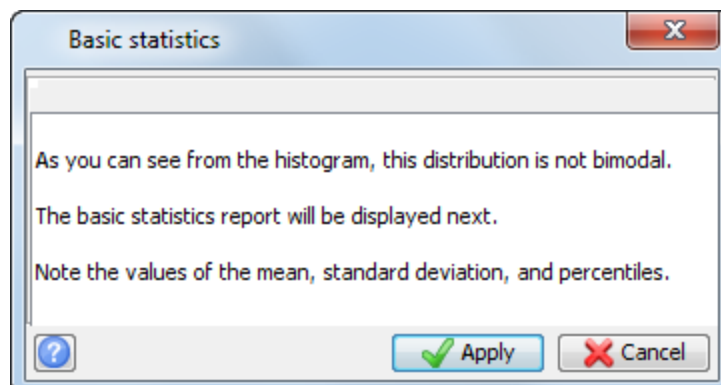 Basic statistics
As you can see from the histogram, this distribution is not bimodal.
The basic statistics report will be displayed next.
Note the values of the mean, standard deviation, and percentiles.
? Apply Cancel